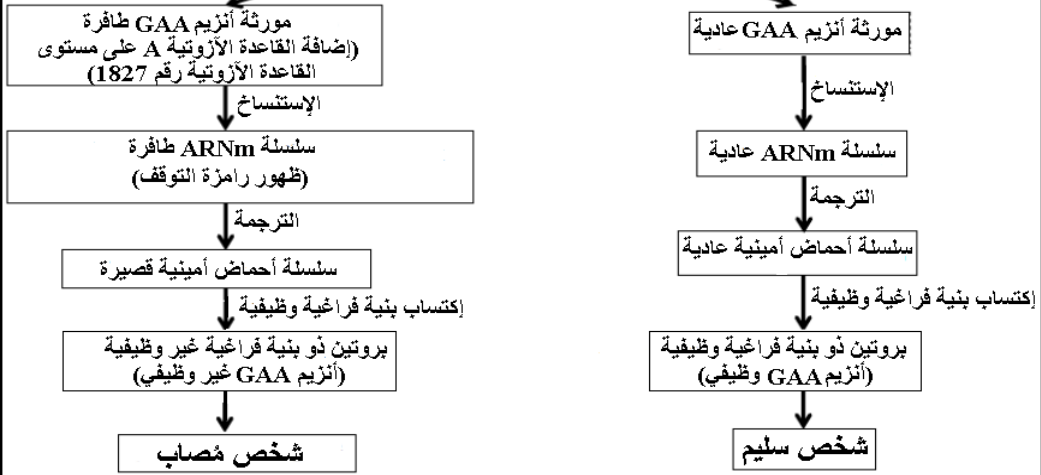 مورثة أنزيم GAA عادية
الإستنساخ
سلسلة ARNm عادية
الترجمة
سلسلة أحماض أمينية عادية
إكتساب بنية فراغية وظيفية
بروتين ذو بنية فراغية وظيفية
(أنزيم GAA وظيفي)
شخص سليم
مورثة أنزيم GAA طافرة
(إضافة القاعدة الآزوتية A على مستوى
القاعدة الآزوتية رقم 1827)
الإستنساخ
سلسلة ARNm طافرة
(ظهور رامزة التوقف)
الترجمة
سلسلة أحماض أمينية قصيرة
إكتساب بنية فراغية وظيفية
بروتين ذو بنية فراغية غير وظيفية
(أنزيم GAA غير وظيفي)
شخص مُصاب